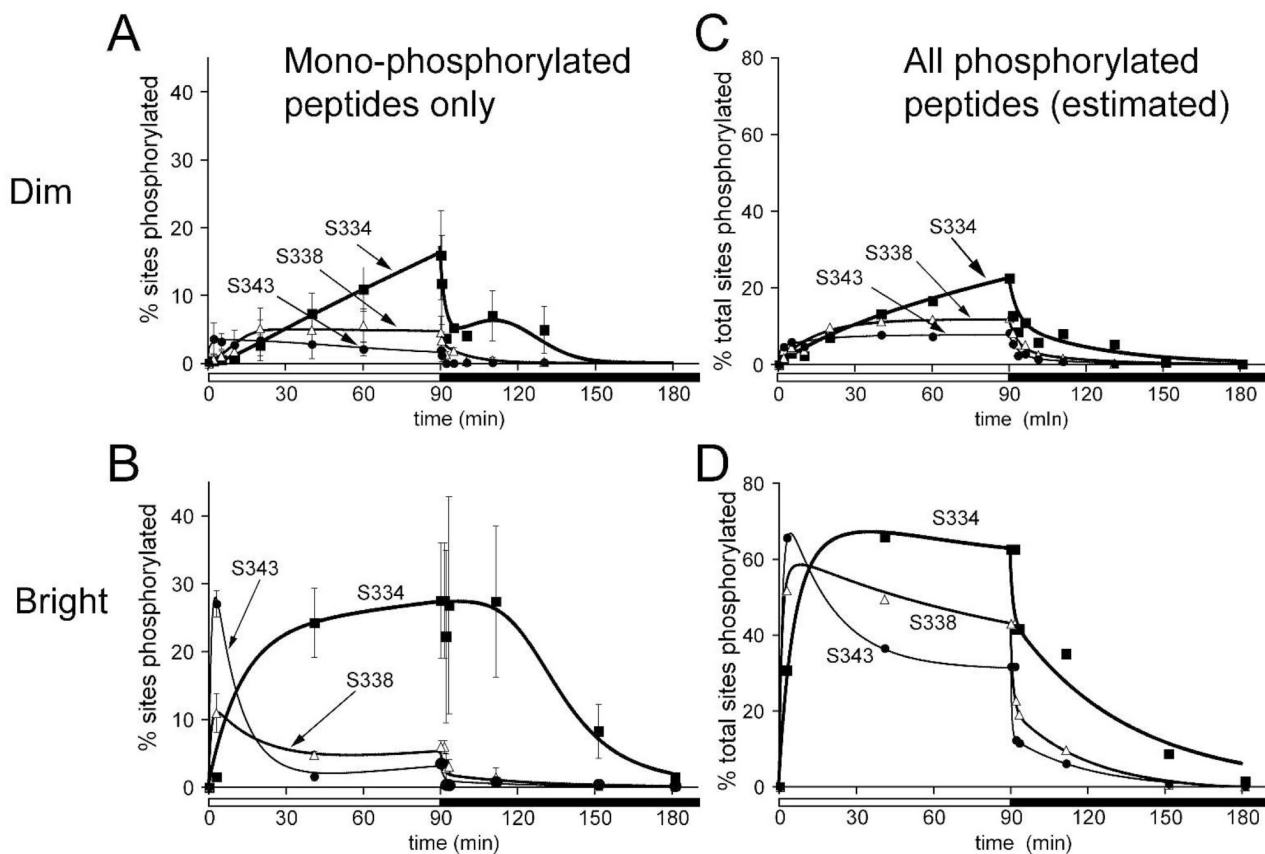 A
Mono-phosphorylated
peptides only
% sites phosphorylated
40
30
20
10
0
S334
S338
S343
0 30 60 90 120 150 180
time (min)
C
All phosphorylated
peptides (estimated)
% total sites phosphorylated
80
60
40
20
0
S334
S338
S343
0 30 60 90 120 150 180
time (mIn)
Dim
B
% sites phosphorylated
40
30
20
10
0
S343
S334
S338
0 30 60 90 120 150 180
time (min)
D
% total sites phosphorylated
80
60
40
20
0
S334
S338
S343
0 30 60 90 120 150 180
time (min)
Bright